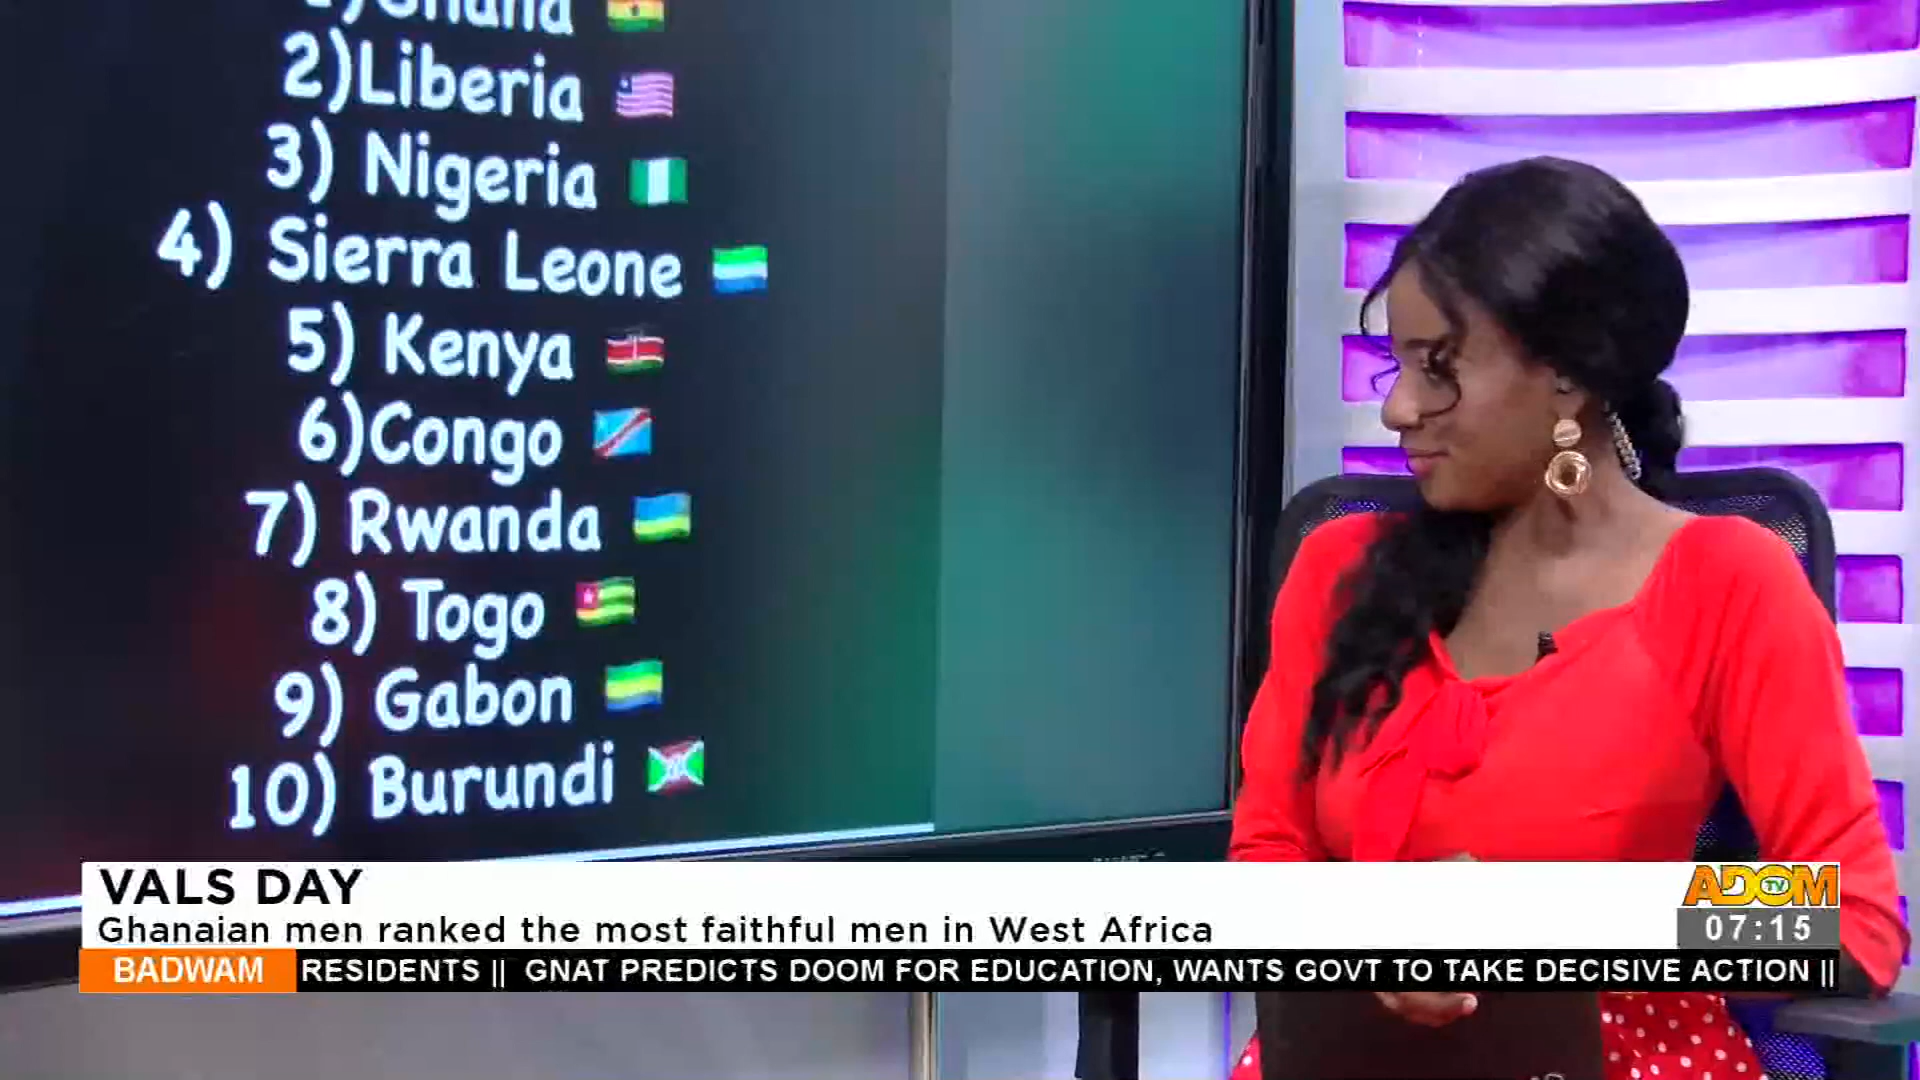 1)Ghana
2)Liberia
3) Nigeria
4) Sierra Leone
5) Kenya
6)Congo
7) Rwanda
8) Togo
9) Gabon
10) Burundi
VALS DAY
Ghanaian men ranked the most faithful men in West Africa
ADOM TV
07:15
BADWAM
RESIDENTS || GNAT PREDICTS DOOM FOR EDUCATION, WANTS GOVT TO TAKE DECISIVE ACTION ||